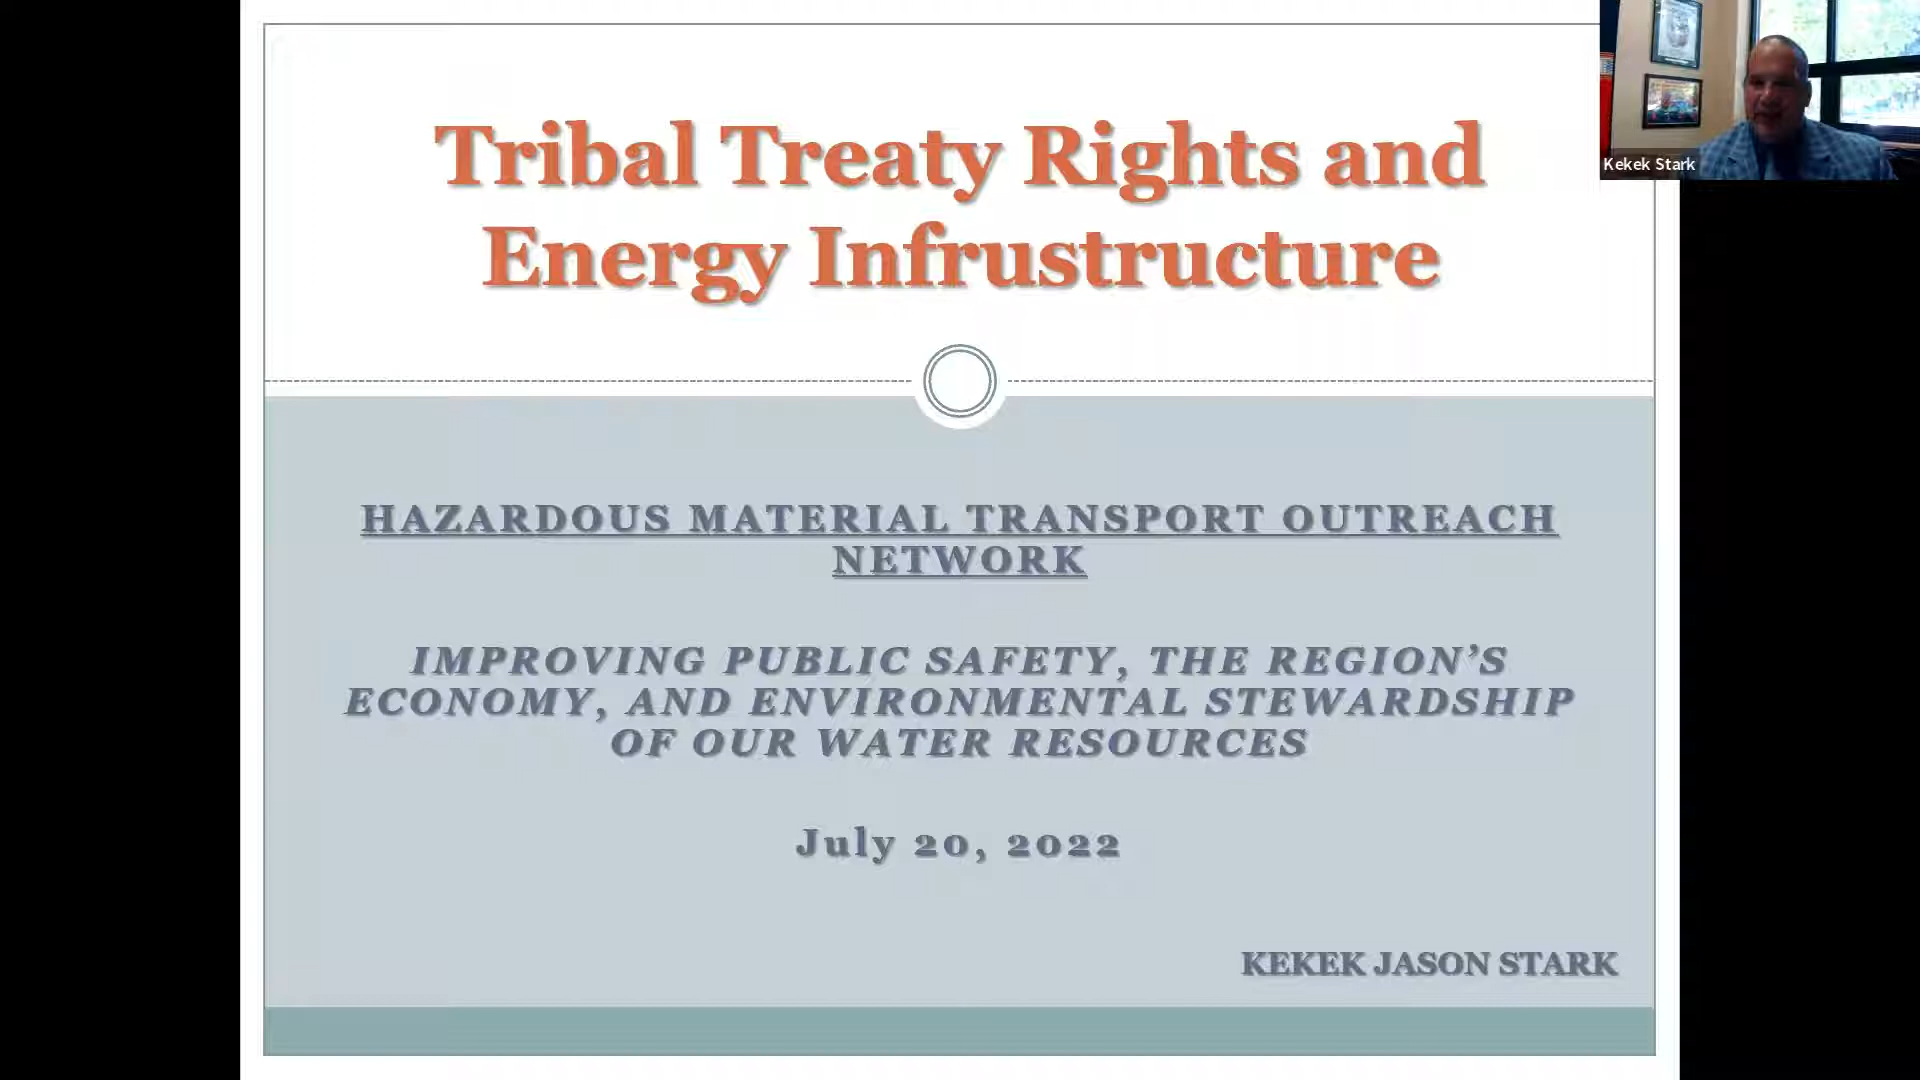 Tribal Treaty Rights and
Energy Infrustructure
Kekek Stark
HAZARDOUS MATERIAL TRANSPORT OUTREACH
NETWORK
IMPROVING PUBLIC SAFETY, THE REGION’S
ECONOMY, AND ENVIRONMENTAL STEWARDSHIP
OF OUR WATER RESOURCES
July 20, 2022
KEKEK JASON STARK